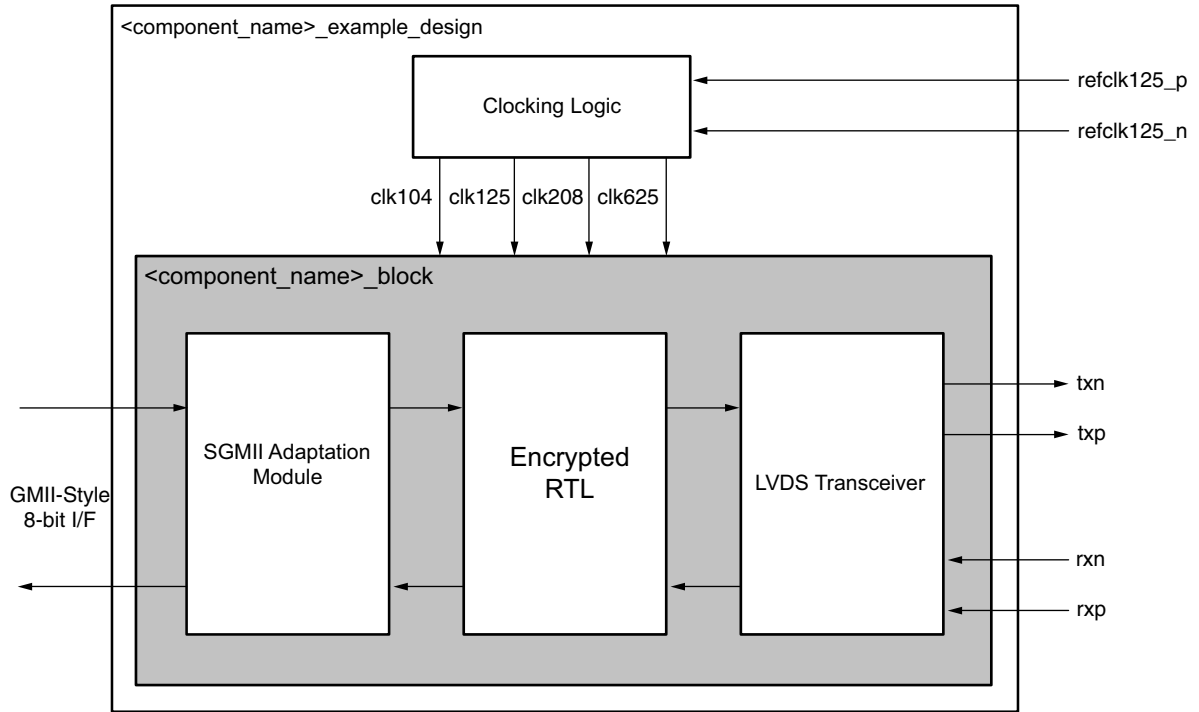 <component_name>_example_design
Clocking Logic
refclk125_p
refclk125_n
clk104 clk125 clk208 clk625
<component_name>_block
SGMII Adaptation
Module
Encrypted
RTL
LVDS Transceiver
GMII-Style
8-bit I/F
txn
txp
rxn
rxp